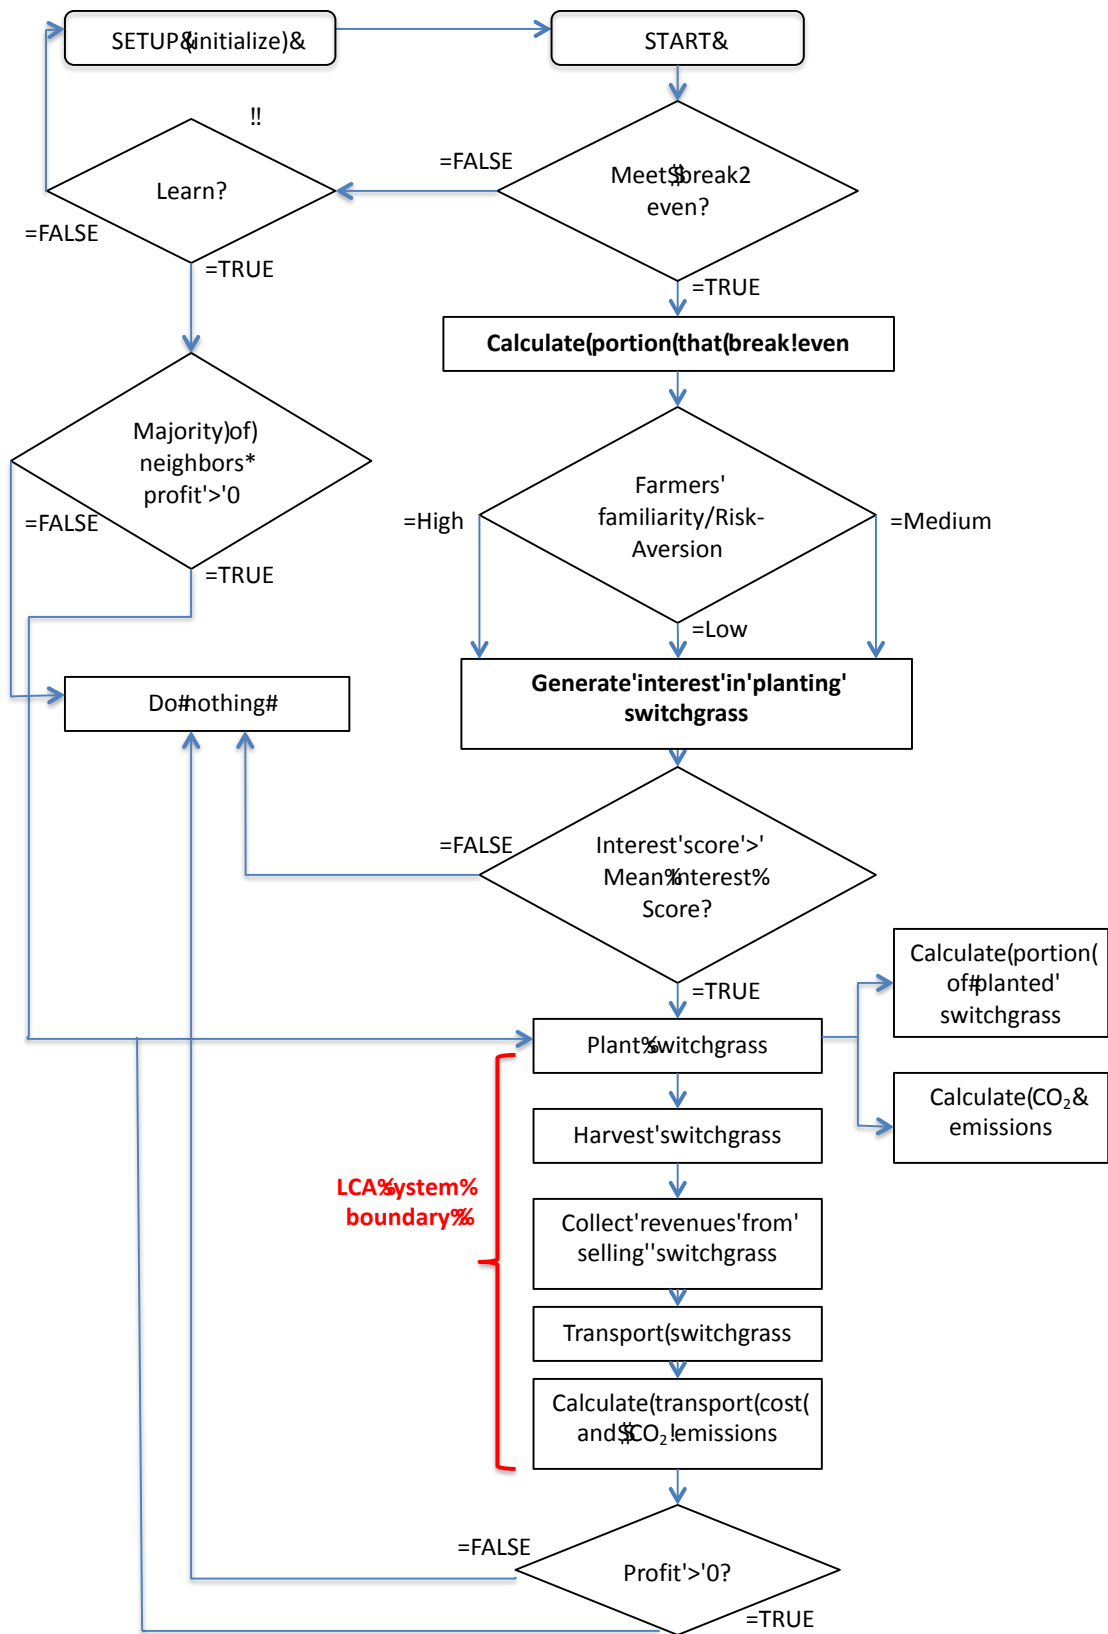 SETUP&(initialize)&
START&
!!
=FALSE
Learn?
Meet$break2
even?
=FALSE
=TRUE
=TRUE
Calculate(portion(that(break!even
Majority)of)
neighbors*
profit'>'0
=FALSE
=TRUE
Farmers'
familiarity/Risk-
Aversion
=High
=Medium
=Low
Do#nothing#
Generate'interest'in'planting'
switchgrass
=FALSE
Interest'score'>'
Mean%Interest%
Score?
=TRUE
Calculate(portion(
of#planted'
switchgrass
Plant%switchgrass
Calculate(CO₂&
emissions
Harvest'switchgrass
LCA%system%
boundary%%
Collect'revenues'from'
selling''switchgrass
Transport(switchgrass
Calculate(transport(cost(
and$CO₂!emissions
=FALSE
Profit'>'0?
=TRUE